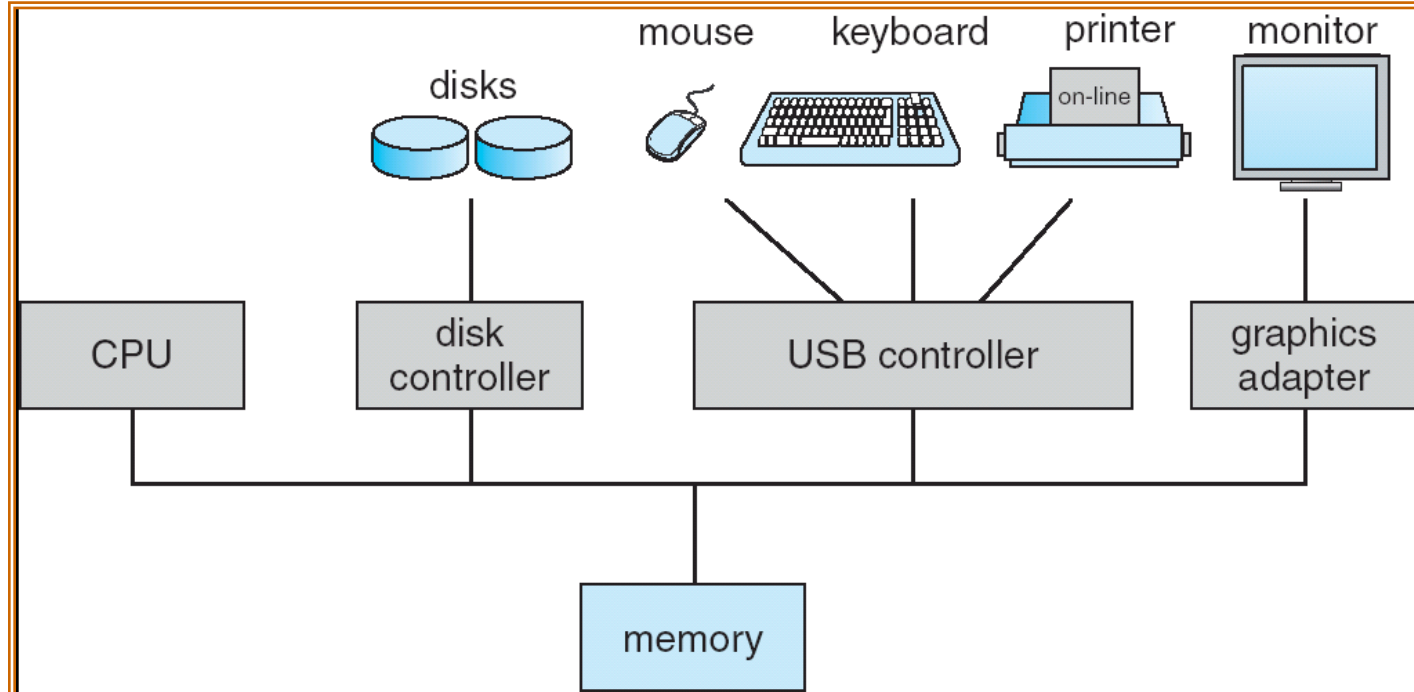 mouse
keyboard
printer
monitor
disks
on-line
CPU
disk
controller
USB controller
graphics
adapter
memory